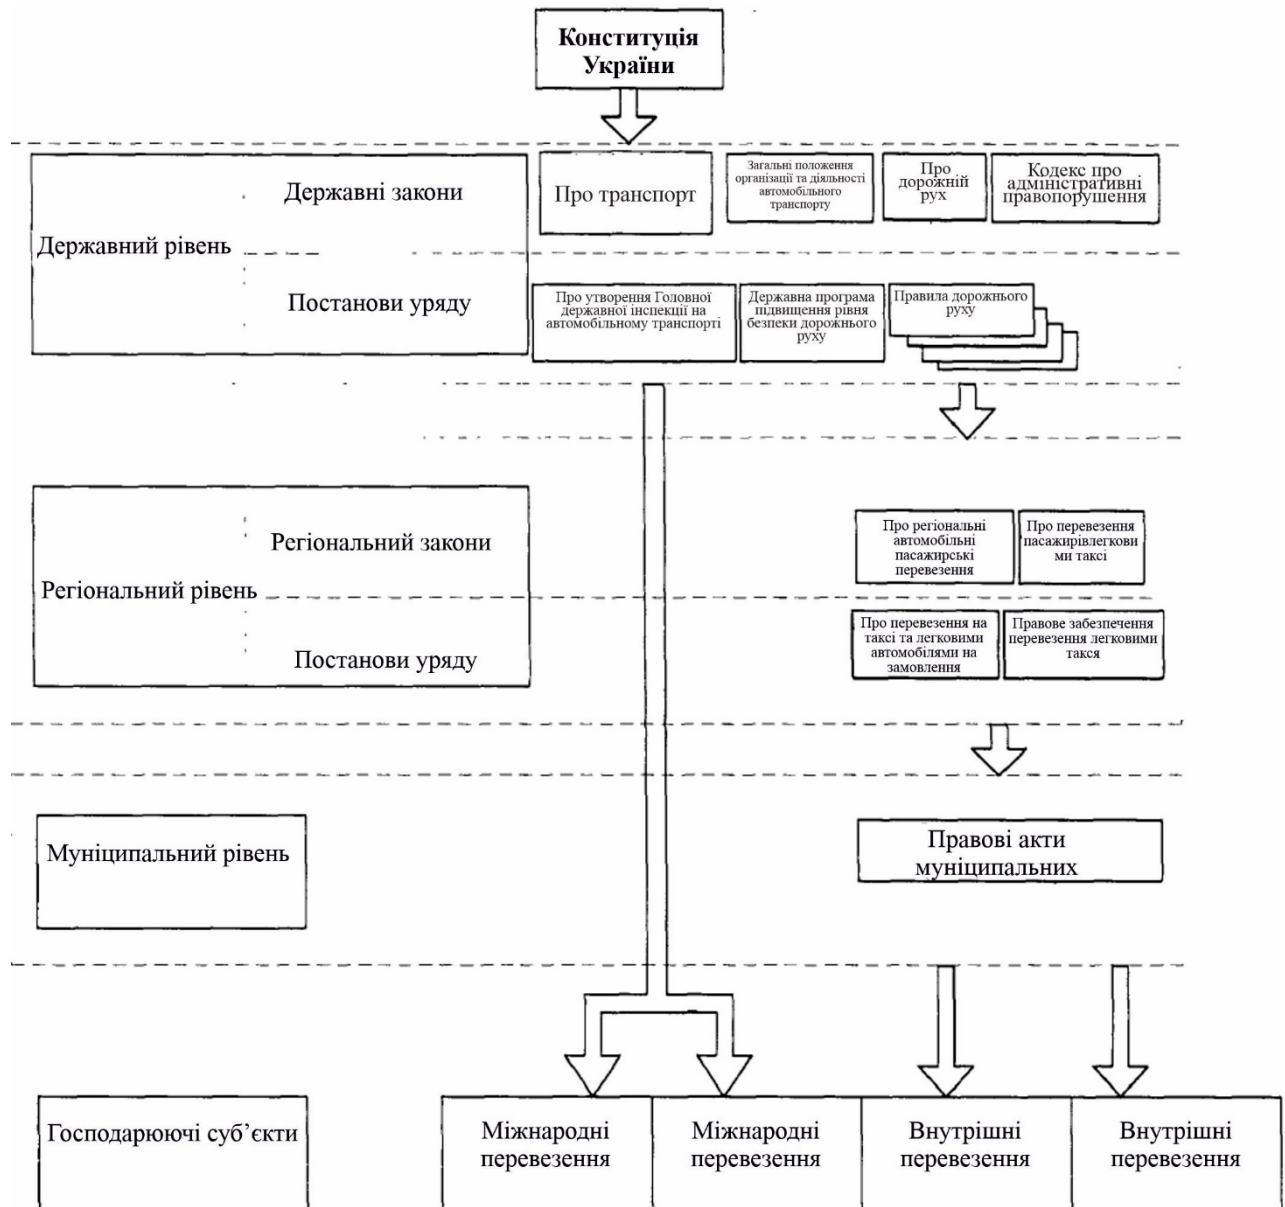 Конституція
України
Державний рівень
Державні закони
Про транспорт
Загальні положення
організації та діяльності
автомобільного
транспорту
Про
дорожній
рух
Кодекс про
адміністративні
правопорушення
Постанови уряду
Про утворення Головної
державної інспекції на
автомобільному транспорті
Державна програма
підвищення рівня
безпеки дорожнього
руху
Правила дорожнього
руху
Регіональний рівень
Регіональний закони
Про регіональні
автомобільні
пасажирські
перевезення
Про перевезення
пасажирівлегкови
ми таксі
Постанови уряду
Про перевезення на
таксі та легковими
автомобілями на
замовлення
Правове забезпечення
перевезення легковими
такся
Муніципальний рівень
Правові акти
муніципальних
Господарюючі суб’єкти
Міжнародні
перевезення
Міжнародні
перевезення
Внутрішні
перевезення
Внутрішні
перевезення